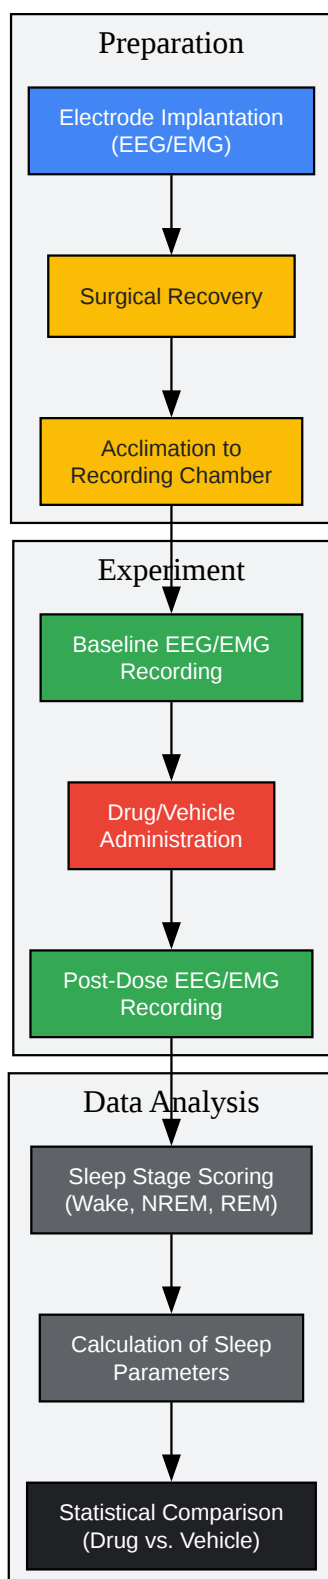 Preparation
Electrode Implantation
(EEG/EMG)
Surgical Recovery
Acclimation to
Recording Chamber
Experiment
Baseline EEG/EMG
Recording
Drug/Vehicle
Administration
Post-Dose EEG/EMG
Recording
Data Analysis
Sleep Stage Scoring
(Wake, NREM, REM)
Calculation of Sleep
Parameters
Statistical Comparison
(Drug vs. Vehicle)